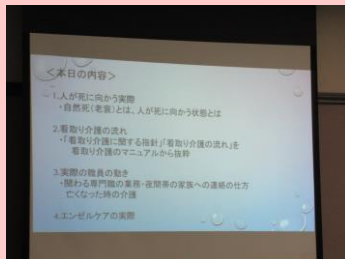 ＜本日の内容＞
1.人が死に向かう実際
・自然死（老衰）とは、人が死に向かう状態とは
2.看取り介護の流れ
・「看取り介護に関する指針」「看取り介護の流れ」を
看取り介護のマニュアルから抜粋
3.実際の職員の動き
・関わる専門職の業務・夜間帯の家族への連絡の仕方
亡くなった時の介護
4.エンゼルケアの実際